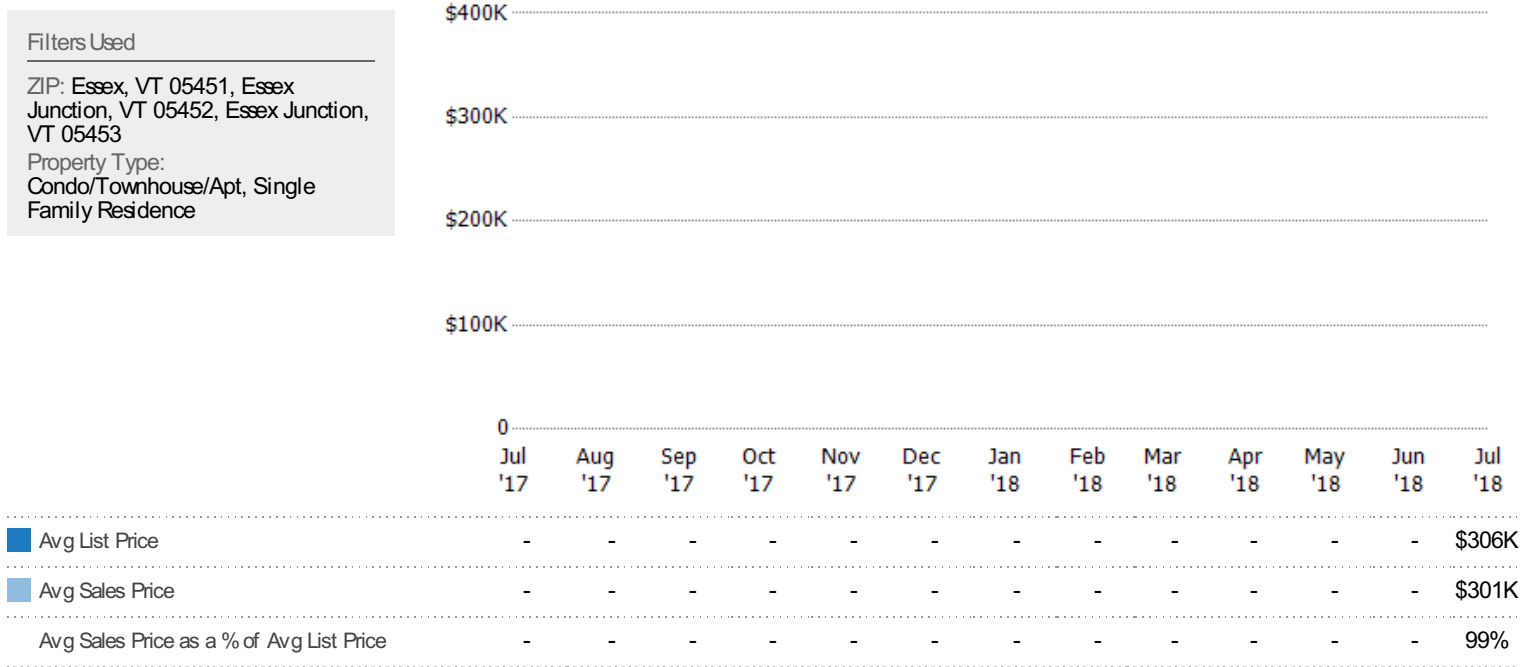 Filters Used
ZIP: Essex, VT 05451, Essex
Junction, VT 05452, Essex Junction,
VT 05453
Property Type:
Condo/Townhouse/Apt, Single
Family Residence
$400K
$300K
$200K
$100K
0
Jul '17 Aug '17 Sep '17 Oct '17 Nov '17 Dec '17 Jan '18 Feb '18 Mar '18 Apr '18 May '18 Jun '18 Jul '18
Avg List Price - - - - - - - - - - - - $306K
Avg Sales Price - - - - - - - - - - - - $301K
Avg Sales Price as a % of Avg List Price - - - - - - - - - - - - 99%